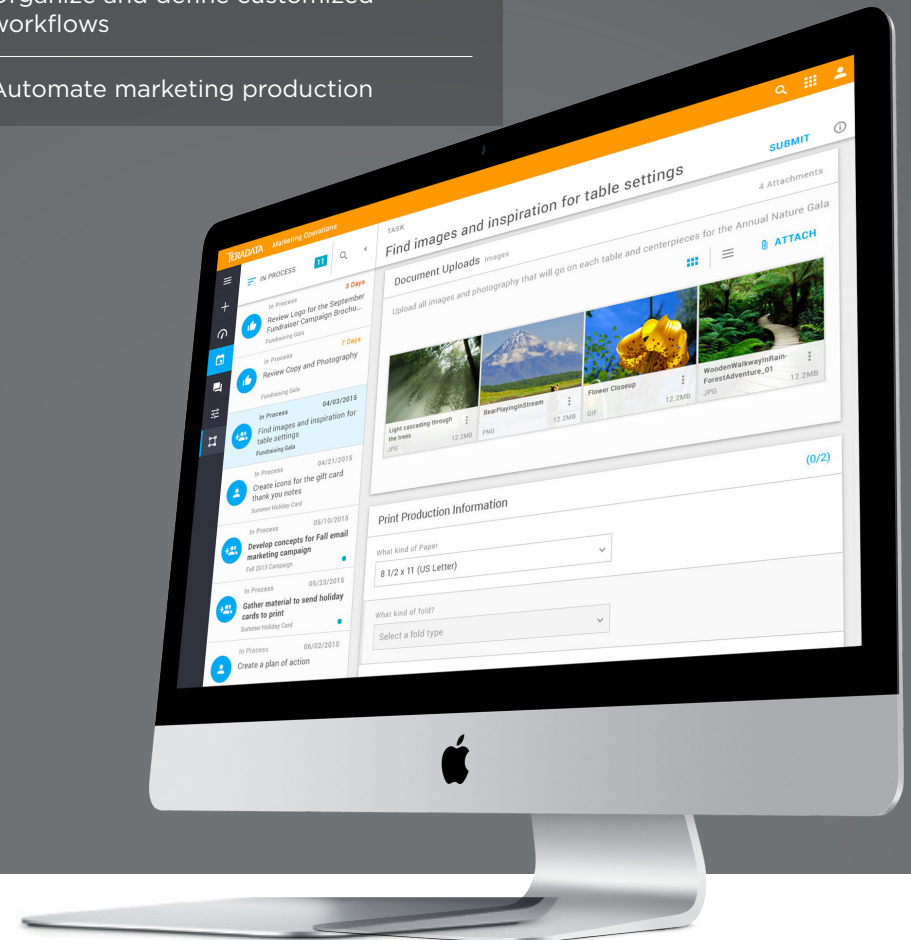 Organize and define customized
workflows
Automate marketing production
TERADATA Marketing Operations
IN PROCESS 11
3 Days
In Process
Review Logo for the September
Fundraiser Campaign Brochu...
Fundraising Gala
7 Days
In Process
Review Copy and Photography
Fundraising Gala
In Process 04/03/2015
Find images and inspiration for
table settings
Fundraising Gala
In Process 04/21/2015
Create icons for the gift card
thank you notes
Summer Holiday Card
In Process 05/10/2015
Develop concepts for Fall email
marketing campaign
Fall 2015 Campaign
In Process 05/23/2015
Gather material to send holiday
cards to print
Summer Holiday Card
In Process 06/02/2015
Create a plan of action
TASK
Find images and inspiration for table settings
SUBMIT
Document Uploads Images
4 Attachments
Upload all images and photography that will go on each table and centerpieces for the Annual Nature Gala
ATTACH
Light cascading through
the trees
JPG 12.2MB
BearPlayingInStream
PNG 12.2MB
Flower Closeup
GIF 12.2MB
WoodenWalkwayInRain-
ForestAdventure_01
JPG 12.2MB
Print Production Information
(0/2)
What kind of Paper
8 1/2 x 11 (US Letter)
What kind of fold?
Select a fold type